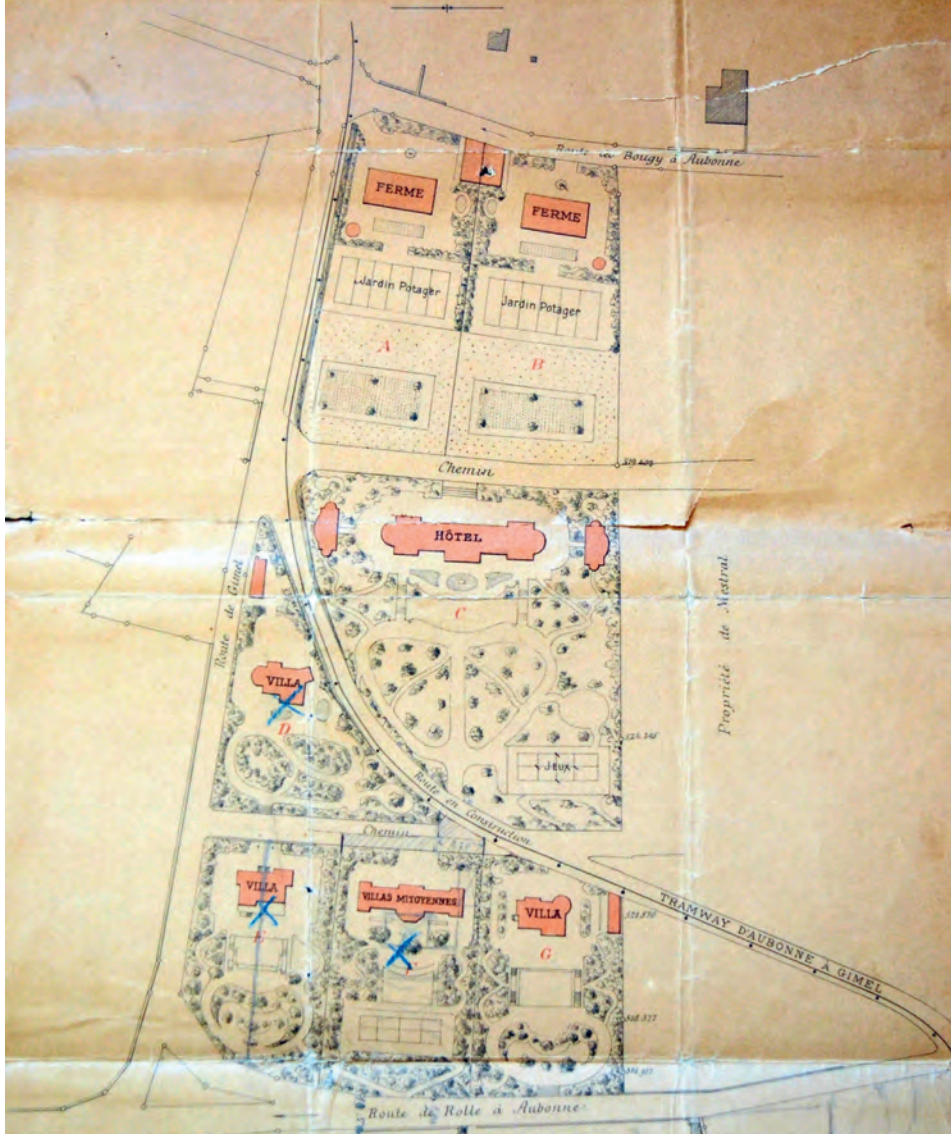 Route de Bougy à Aubonne
FERME
FERME
Jardin Potager
Jardin Potager
A
B
Chemin
HÔTEL
C
Route de Gimel
Propriété de Mestral
VILLA
D
JEUX
Route en Construction
Chemin
VILLA
VILLAS MITOYENNES
VILLA
E
G
TRAMWAY D'AUBONNE À GIMEL
Route de Rolle à Aubonne